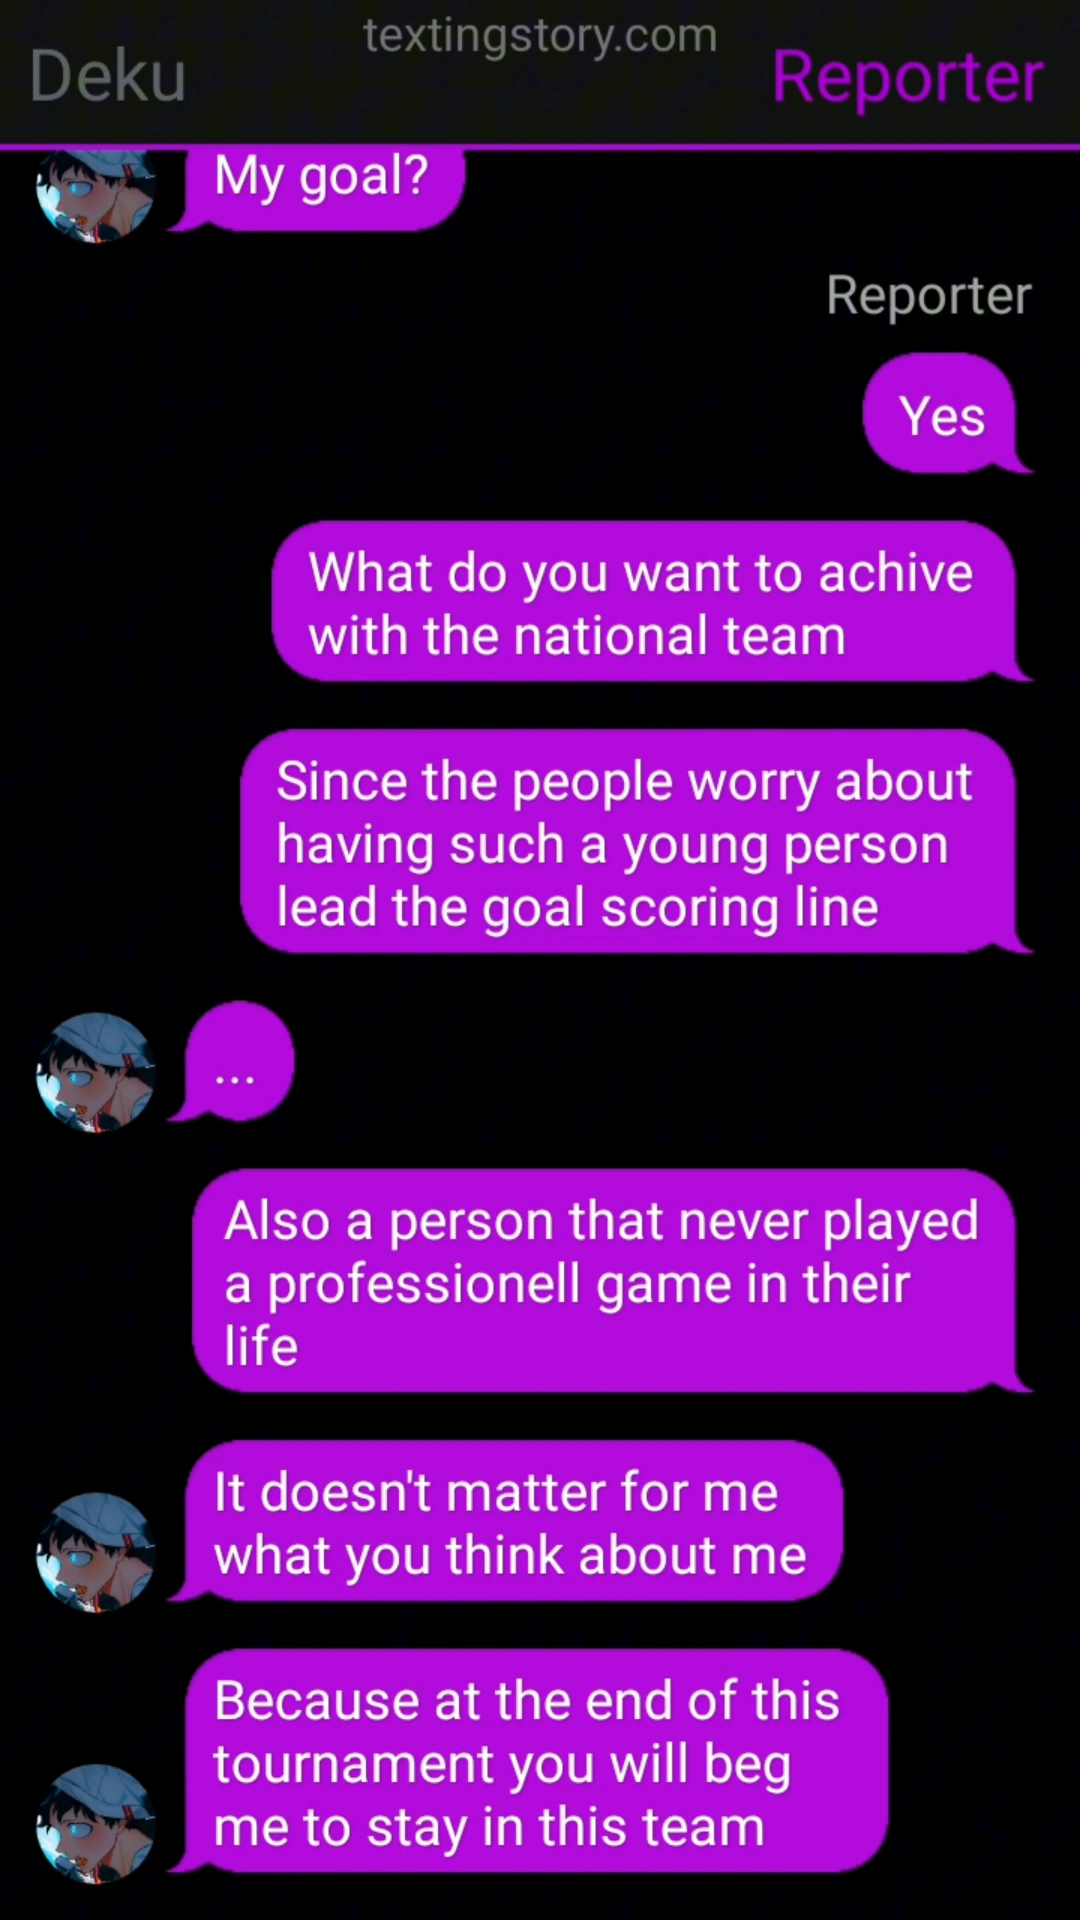 textingstory.com
Deku
Reporter
My goal?
Reporter
Yes
What do you want to achive
with the national team
Since the people worry about
having such a young person
lead the goal scoring line
...
Also a person that never played
a professionell game in their
life
It doesn't matter for me
what you think about me
Because at the end of this
tournament you will beg
me to stay in this team